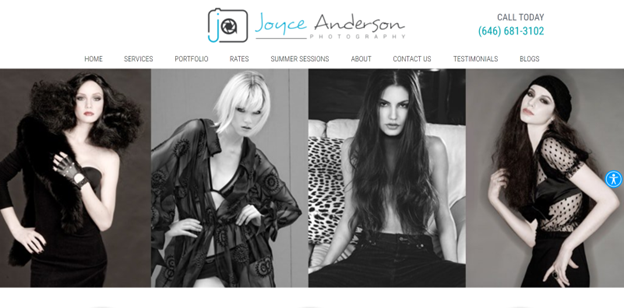 Joyce Anderson
PHOTOGRAPHY
CALL TODAY
(646) 681-3102
HOME SERVICES PORTFOLIO RATES SUMMER SESSIONS ABOUT CONTACT US TESTIMONIALS BLOGS